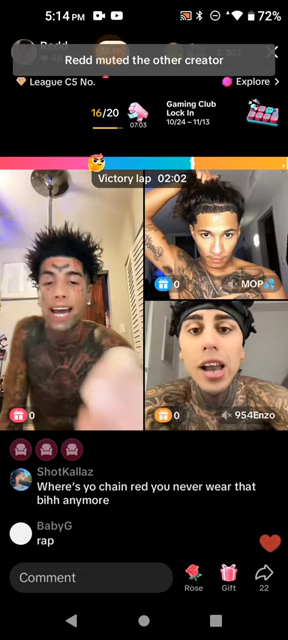 5:14 PM
72%
Redd muted the other creator
League C5 No.
Explore >
16/20
07:03
Gaming Club
Lock In
10/24 – 11/13
Victory lap 02:02
0
MOP💦
0
0
954Enzo
ShotKallaz
Where's yo chain red you never wear that
bihh anymore
BabyG
rap
Comment
Rose
Gift
22